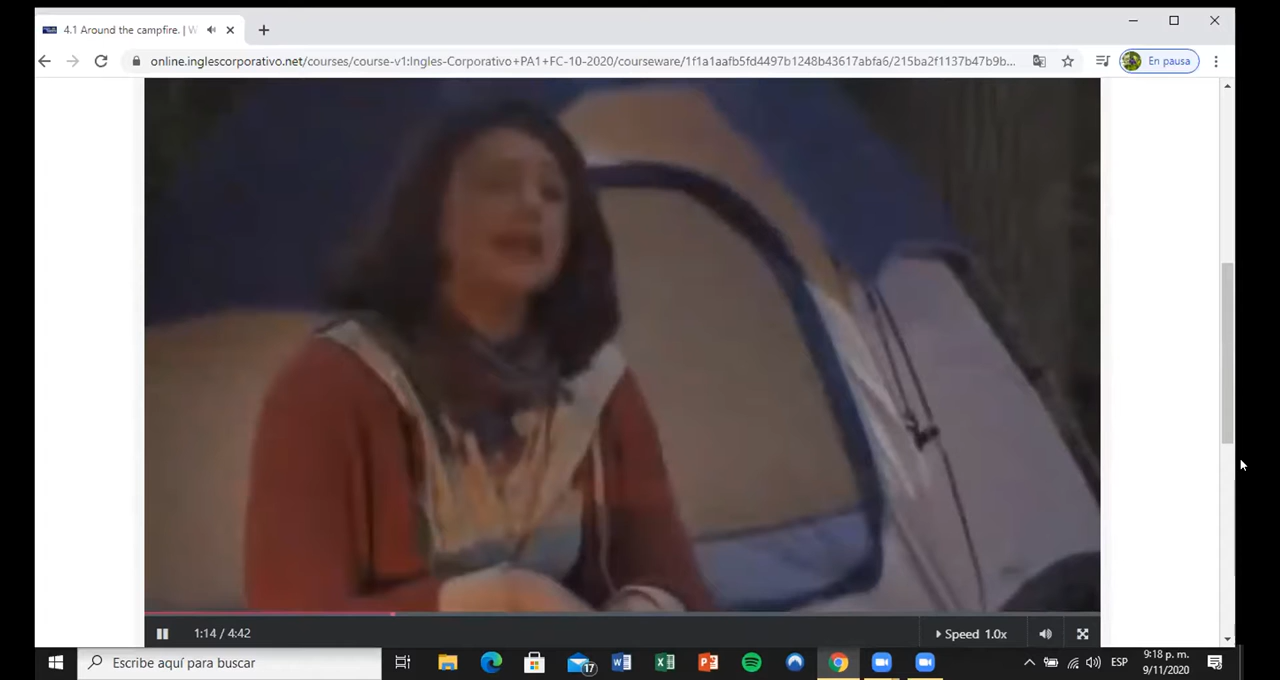 4.1 Around the campfire. | W
online.inglescorporativo.net/courses/course-v1:Ingles-Corporativo+PA1+FC-10-2020/courseware/1f1a1aafb5fd4497b1248b43617abfa6/215ba2f1137b47b9b...
En pausa
1:14 / 4:42
Speed 1.0x
Escribe aquí para buscar
17
ESP
9:18 p. m.
9/11/2020